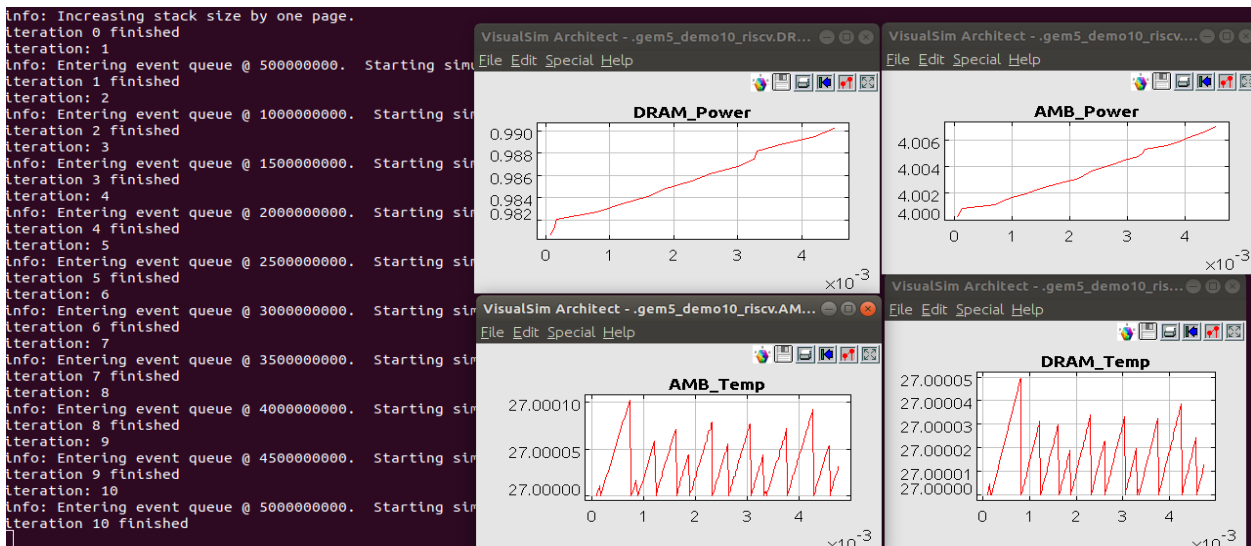 info: Increasing stack size by one page.
iteration 0 finished
iteration: 1
info: Entering event queue @ 500000000.  Starting simu
iteration 1 finished
iteration: 2
info: Entering event queue @ 1000000000.  Starting sim
iteration 2 finished
iteration: 3
info: Entering event queue @ 1500000000.  Starting sim
iteration 3 finished
iteration: 4
info: Entering event queue @ 2000000000.  Starting sim
iteration 4 finished
iteration: 5
info: Entering event queue @ 2500000000.  Starting sim
iteration 5 finished
iteration: 6
info: Entering event queue @ 3000000000.  Starting sim
iteration 6 finished
iteration: 7
info: Entering event queue @ 3500000000.  Starting sim
iteration 7 finished
iteration: 8
info: Entering event queue @ 4000000000.  Starting sim
iteration 8 finished
iteration: 9
info: Entering event queue @ 4500000000.  Starting sim
iteration 9 finished
iteration: 10
info: Entering event queue @ 5000000000.  Starting sim
iteration 10 finished
VisualSim Architect - .gem5_demo10_riscv.DR...
File Edit Special Help
DRAM_Power
0.990
0.988
0.986
0.984
0.982
0 1 2 3 4
×10-3
VisualSim Architect - .gem5_demo10_riscv....
File Edit Special Help
AMB_Power
4.006
4.004
4.002
4.000
0 1 2 3 4
×10-3
VisualSim Architect - .gem5_demo10_riscv.AM...
File Edit Special Help
AMB_Temp
27.00010
27.00005
27.00000
0 1 2 3 4
×10-3
VisualSim Architect - .gem5_demo10_ris...
File Edit Special Help
DRAM_Temp
27.00005
27.00004
27.00003
27.00002
27.00001
27.00000
0 1 2 3 4
×10-3